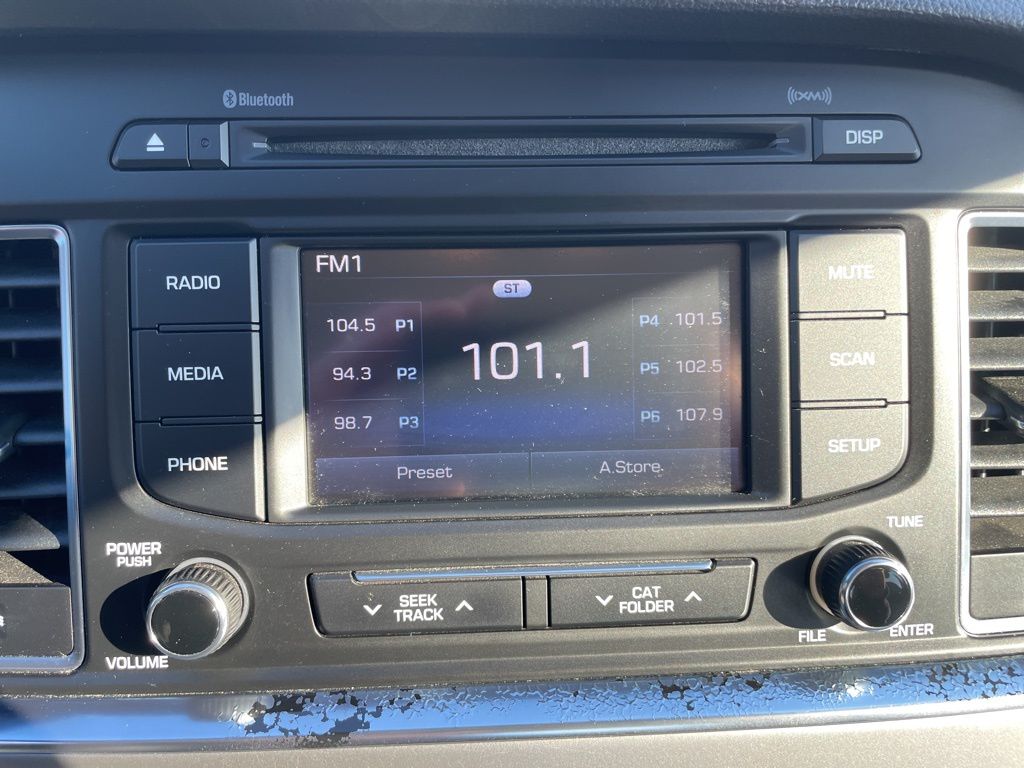 Bluetooth
((XM))
DISP
RADIO
MEDIA
PHONE
FM1
ST
104.5 P1
94.3 P2
98.7 P3
101.1
P4 101.5
P5 102.5
P6 107.9
Preset
A.Store
MUTE
SCAN
SETUP
POWER
PUSH
VOLUME
SEEK
TRACK
CAT
FOLDER
TUNE
FILE
ENTER